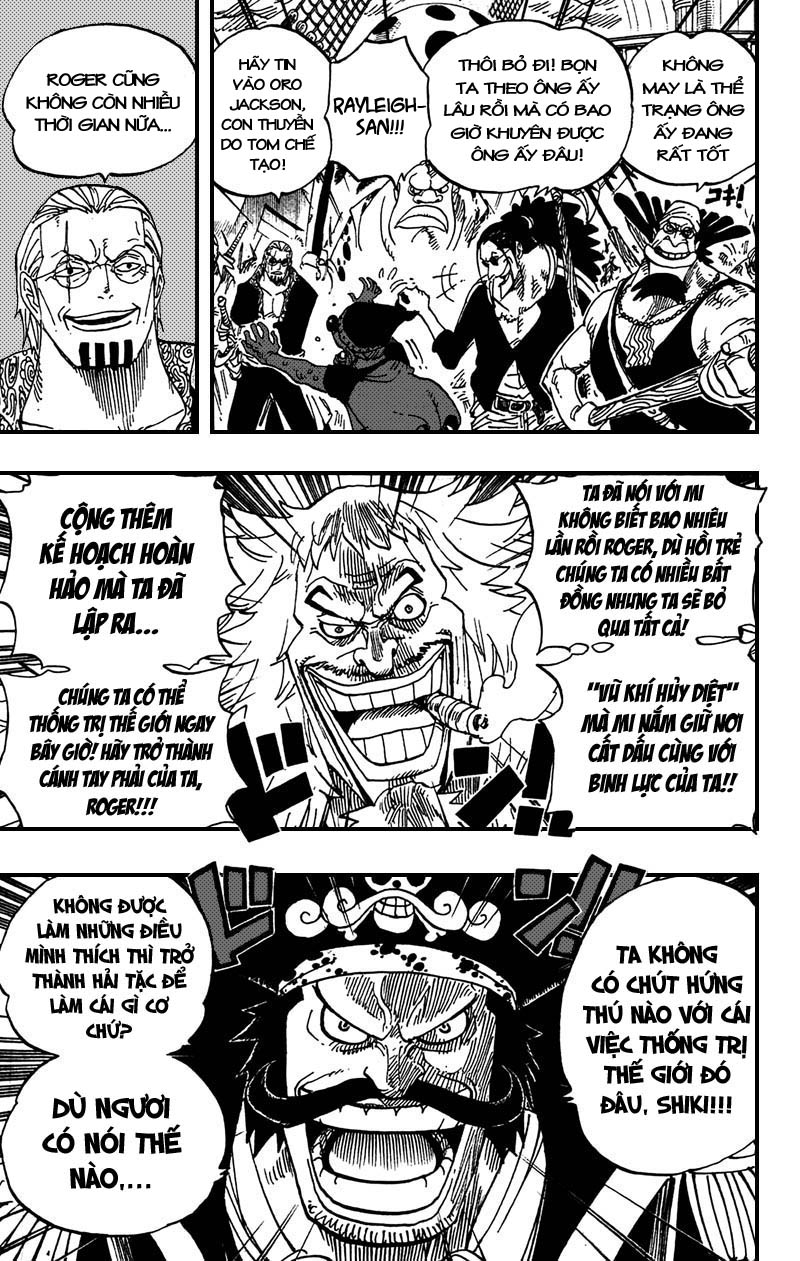 KHÔNG
MAY LÀ THỂ
TRẠNG ÔNG
ẤY ĐANG
RẤT TỐT
THÔI BỎ ĐI! BỌN
TA THEO ÔNG ẤY
LÂU RỒI MÀ CÓ BAO
GIỜ KHUYÊN ĐƯỢC
ÔNG ẤY ĐÂU!
RAYLEIGH-
SAN!!!
HÃY TIN
VÀO ORO
JACKSON,
CON THUYỀN
DO TOM CHẾ
TẠO!
コキ!
ROGER CŨNG
KHÔNG CÒN NHIỀU
THỜI GIAN NỮA...
TA ĐÃ NÓI VỚI MI
KHÔNG BIẾT BAO NHIÊU
LẦN RỒI ROGER, DÙ HỒI TRẺ
CHÚNG TA CÓ NHIỀU BẤT
ĐỒNG NHƯNG TA SẼ BỎ
QUA TẤT CẢ!
"VŨ KHÍ HỦY DIỆT"
MÀ MI NẮM GIỮ NƠI
CẤT DẤU CÙNG VỚI
BINH LỰC CỦA TA!!
CỘNG THÊM
KẾ HOẠCH HOÀN
HẢO MÀ TA ĐÃ
LẬP RA...
CHÚNG TA CÓ THỂ
THỐNG TRỊ THẾ GIỚI NGAY
BÂY GIỜ! HÃY TRỞ THÀNH
CÁNH TAY PHẢI CỦA TA,
ROGER!!!
ドン
ドン!!
TA KHÔNG
CÓ CHÚT HỨNG
THÚ NÀO VỚI CÁI
VIỆC THỐNG TRỊ
THẾ GIỚI ĐÓ
ĐÂU, SHIKI!!!
KHÔNG ĐƯỢC
LÀM NHỮNG ĐIỀU
MÌNH THÍCH THÌ TRỞ
THÀNH HẢI TẶC ĐỂ
LÀM CÁI GÌ CƠ
CHỨ?
DÙ NGƯƠI
CÓ NÓI THẾ
NÀO,...